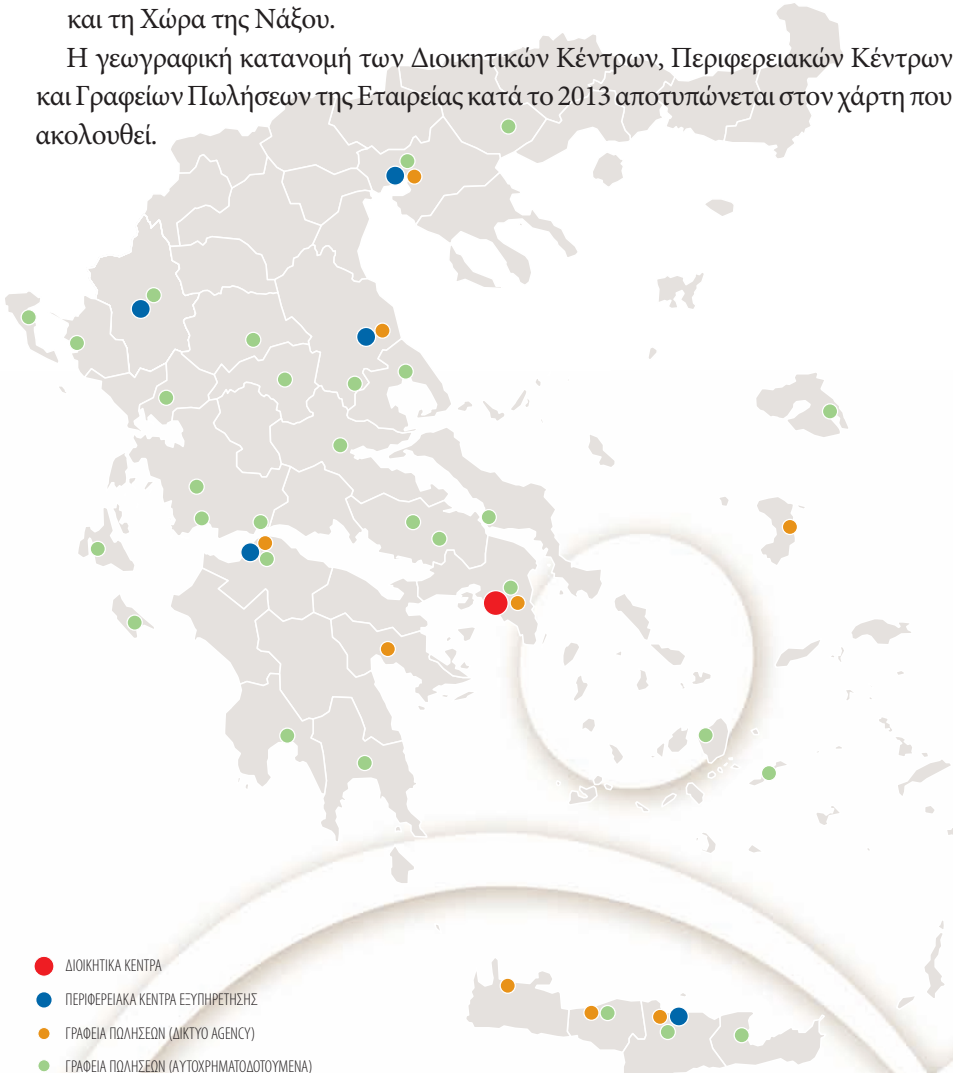 και τη Χώρα της Νάξου.
Η γεωγραφική κατανομή των Διοικητικών Κέντρων, Περιφερειακών Κέντρων
και Γραφείων Πωλήσεων της Εταιρείας κατά το 2013 αποτυπώνεται στον χάρτη που
ακολουθεί.
ΔΙΟΙΚΗΤΙΚΑ ΚΕΝΤΡΑ
ΠΕΡΙΦΕΡΕΙΑΚΑ ΚΕΝΤΡΑ ΕΞΥΠΗΡΕΤΗΣΗΣ
ΓΡΑΦΕΙΑ ΠΩΛΗΣΕΩΝ (ΔΙΚΤΥΟ AGENCY)
ΓΡΑΦΕΙΑ ΠΩΛΗΣΕΩΝ (ΑΥΤΟΧΡΗΜΑΤΟΔΟΤΟΥΜΕΝΑ)